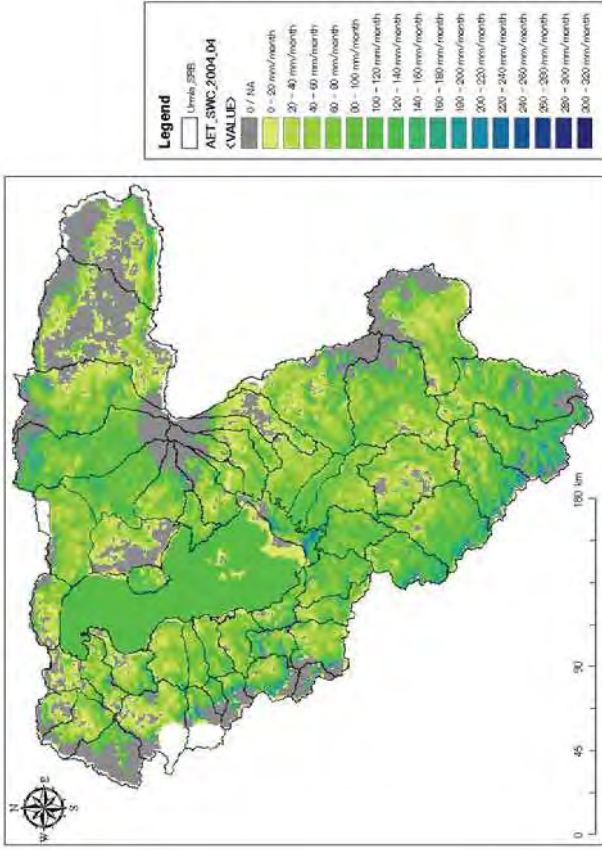 N
W
E
S
Legend
Urmia_SRB
AET_SWC_2004_04
<VALUE>
0 / NA
0 - 20 mm/month
20 - 40 mm/month
40 - 60 mm/month
60 - 80 mm/month
80 - 100 mm/month
100 - 120 mm/month
120 - 140 mm/month
140 - 160 mm/month
160 - 180 mm/month
180 - 200 mm/month
200 - 220 mm/month
220 - 240 mm/month
240 - 260 mm/month
260 - 280 mm/month
280 - 300 mm/month
300 - 320 mm/month
0
45
90
180 km